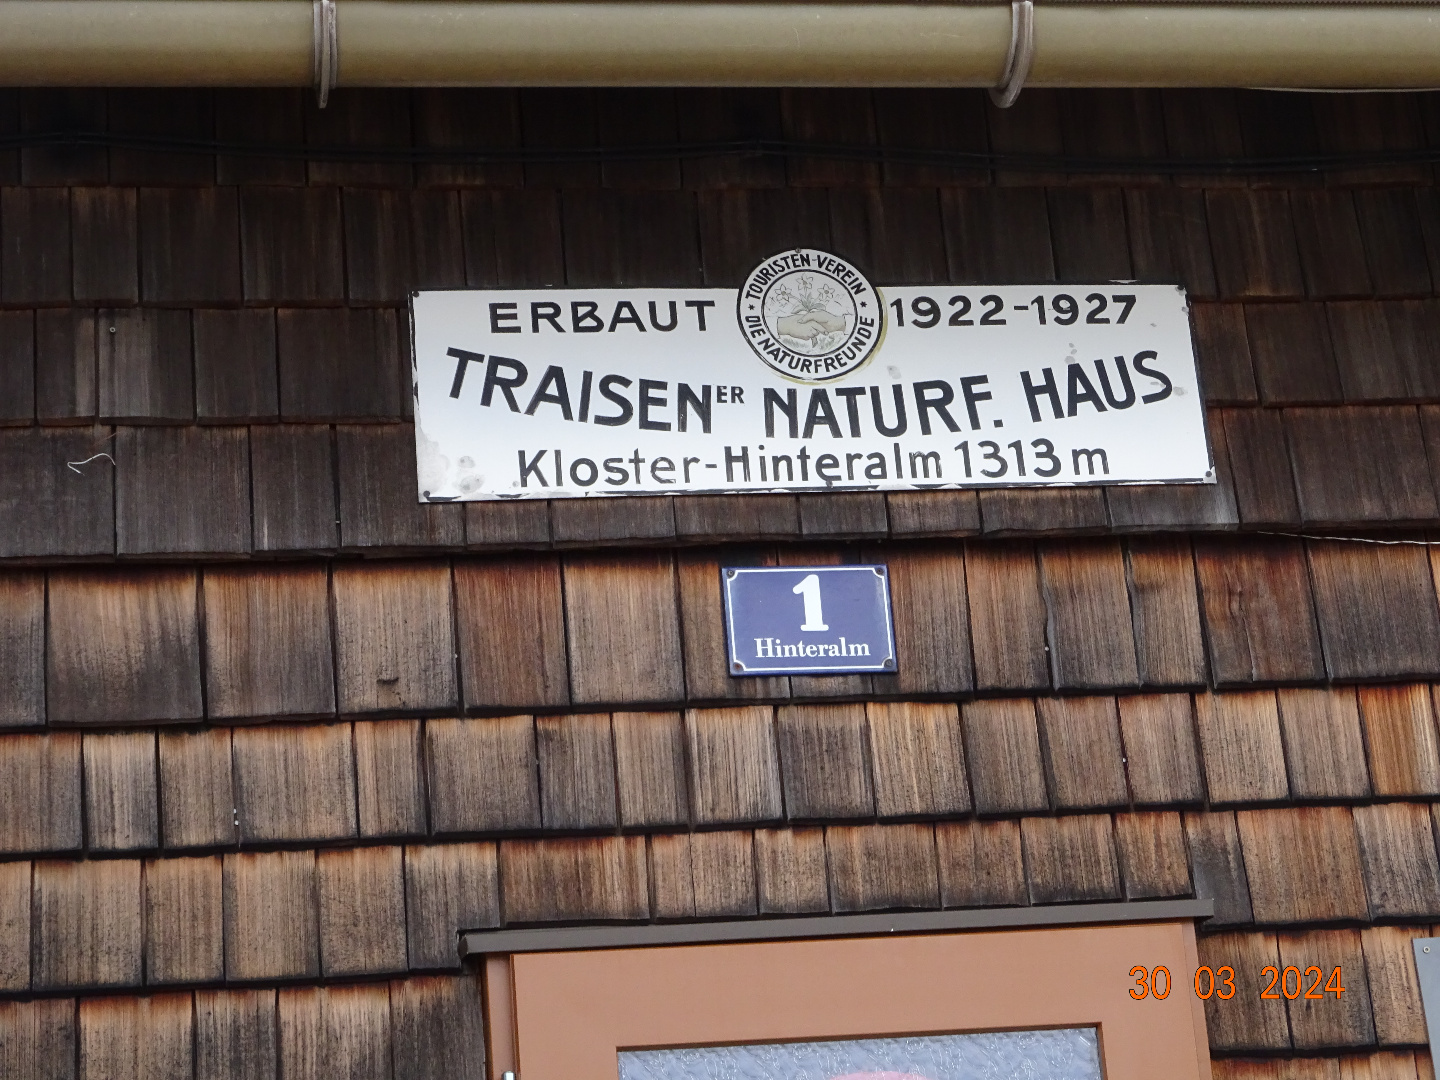 TOURISTEN-VEREIN
* DIE NATURFREUNDE *
ERBAUT 1922-1927
TRAISENER NATURF. HAUS
Kloster-Hinteralm 1313 m
1
Hinteralm
30 03 2024